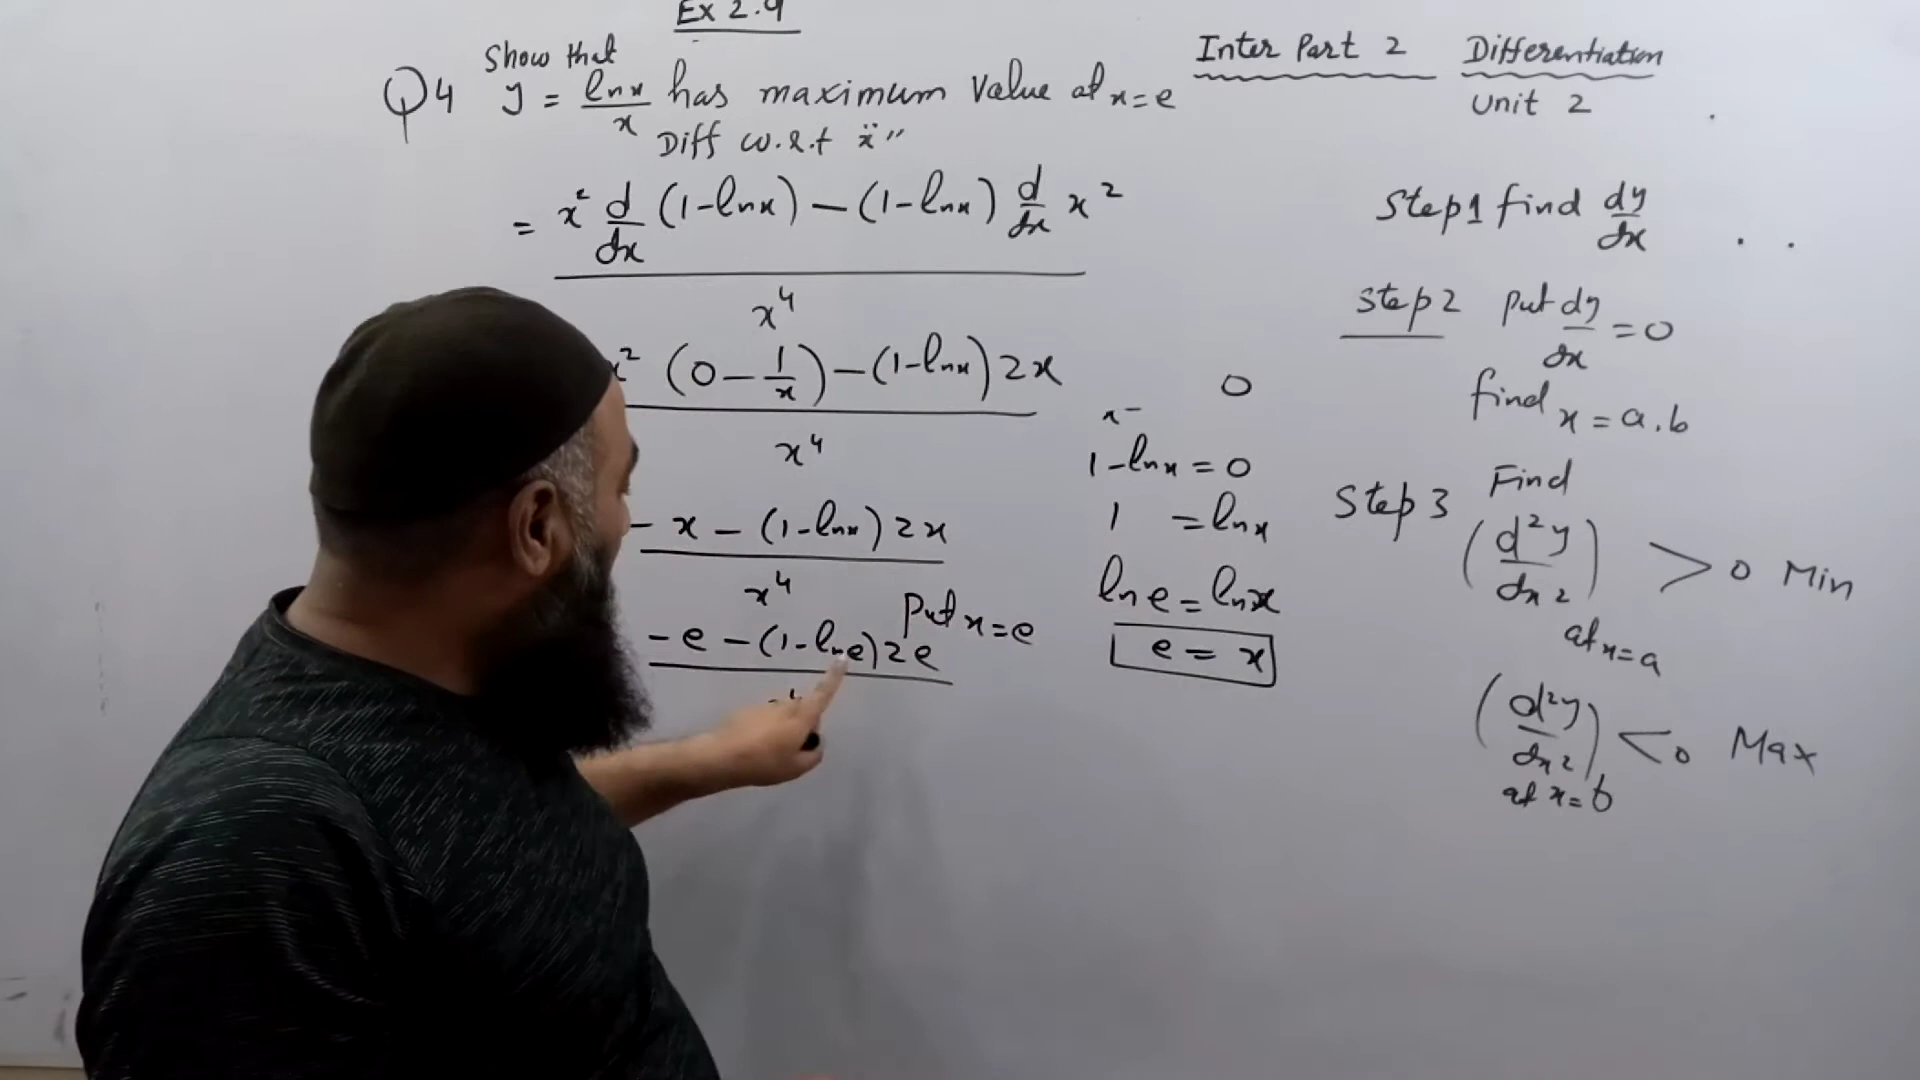 Ex 2.9
Show that
Q4 y = lnx/x has maximum value at x=e
Diff w.r.t "x"
= x² d/dx (1-lnx) - (1-lnx) d/dx x²
x⁴
x² (0 - 1/x) - (1-lnx) 2x
x⁴
- x - (1-lnx) 2x
x⁴
Put x=e
-e - (1-lne) 2e
0
1-lnx = 0
1 = lnx
lne = lnx
e = x
Inter Part 2 Differentiation
Unit 2
Step1 find dy/dx
Step 2 Put dy/dx = 0
find x = a, b
Step 3 Find
(d²y/dx²) > 0 Min
at x=a
(d²y/dx²) < 0 Max
at x = b